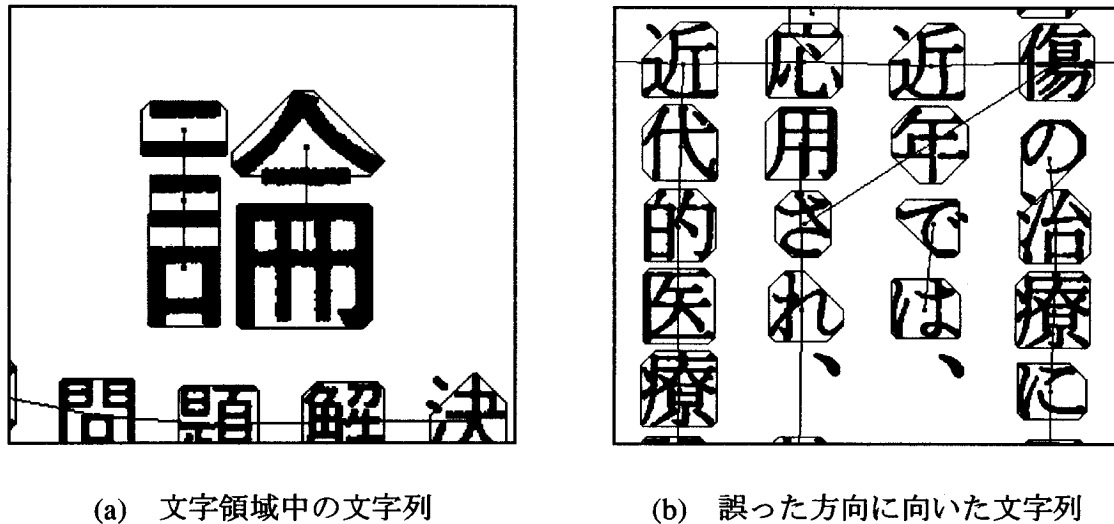 論
問題解決
傷の治療に
近年では、
応用され、
近代的医療
(a) 文字領域中の文字列
(b) 誤った方向に向いた文字列